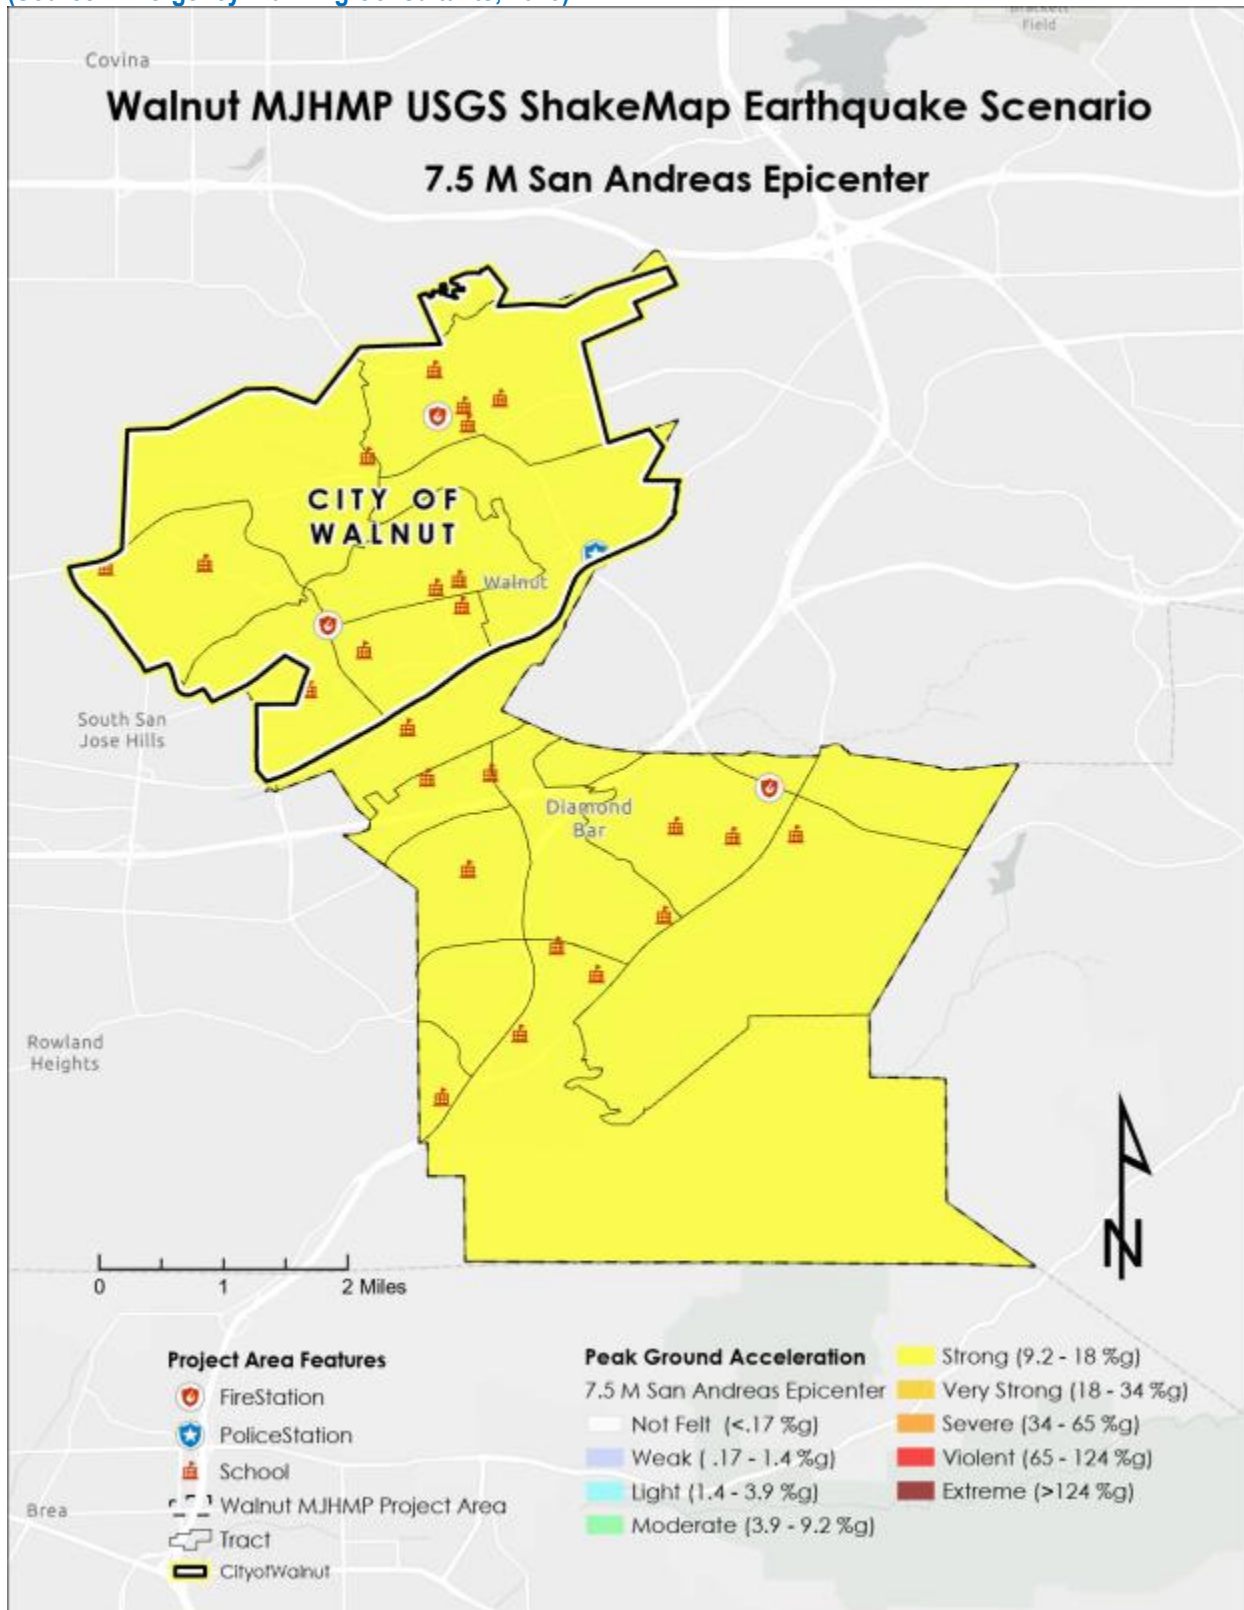 Covina
Field
Walnut MJHMP USGS ShakeMap Earthquake Scenario
7.5 M San Andreas Epicenter
CITY OF
WALNUT
Walnut
South San
Jose Hills
Diamond
Bar
Rowland
Heights
N
0 1 2 Miles
Project Area Features
FireStation
PoliceStation
School
Walnut MJHMP Project Area
Tract
CityofWalnut
Brea
Peak Ground Acceleration
7.5 M San Andreas Epicenter
Not Felt (<.17 %g)
Weak ( .17 - 1.4 %g)
Light (1.4 - 3.9 %g)
Moderate (3.9 - 9.2 %g)
Strong (9.2 - 18 %g)
Very Strong (18 - 34 %g)
Severe (34 - 65 %g)
Violent (65 - 124 %g)
Extreme (>124 %g)